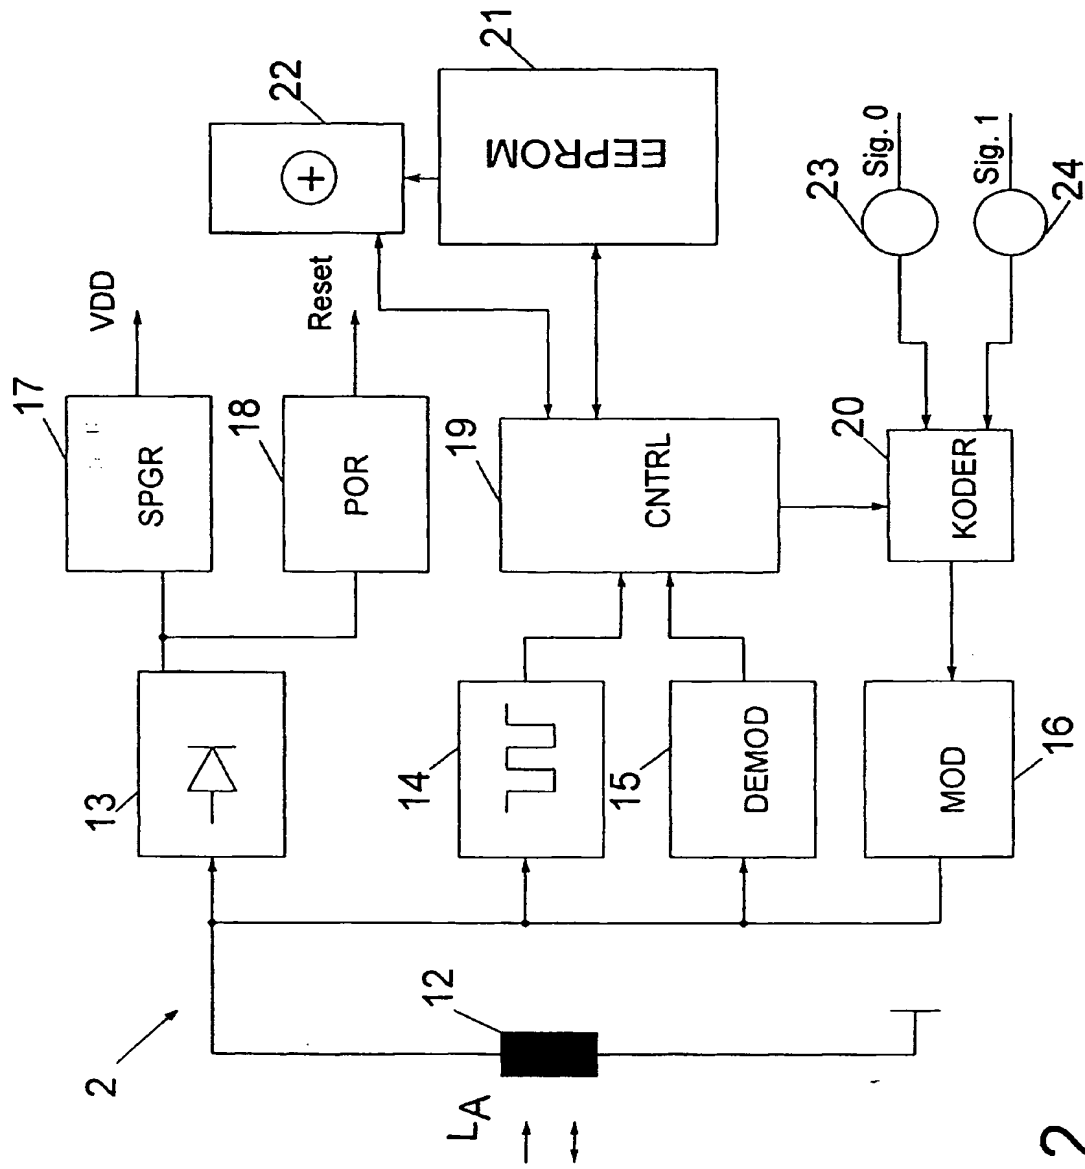 2
L_A
12
13
14
15
DEMOD
MOD
16
17
SPGR
VDD
18
POR
Reset
19
CNTRL
20
KODER
21
EEPROM
22
+
23
Sig. 0
24
Sig. 1
2